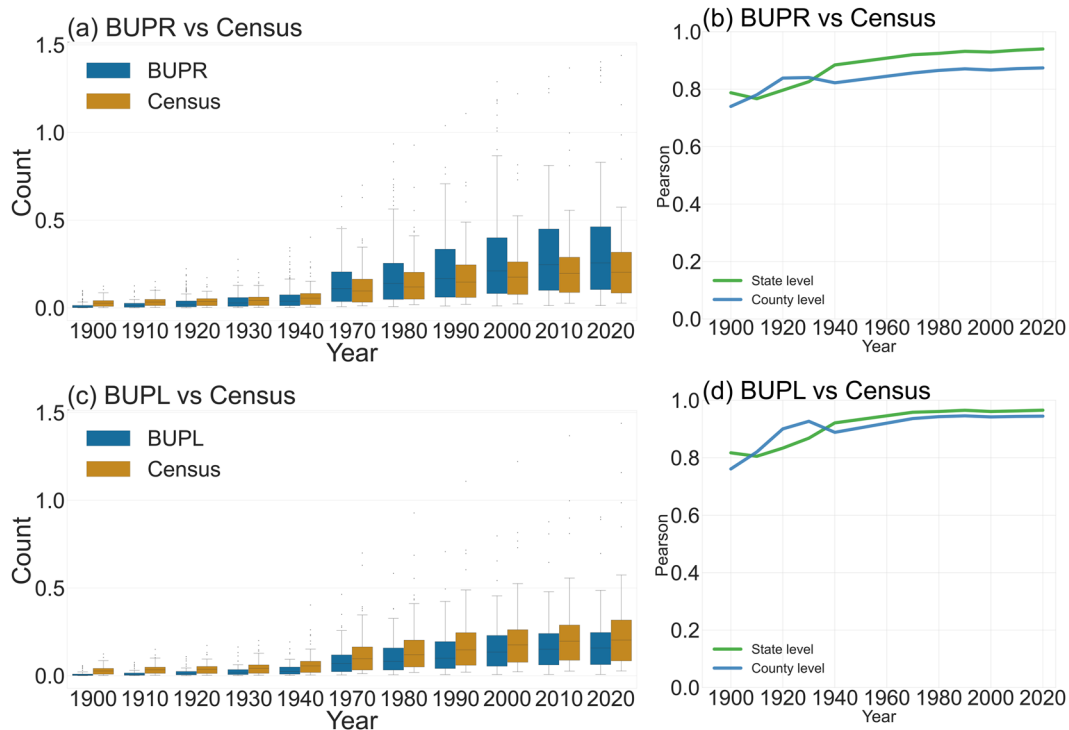 (a) BUPR vs Census
1.5
1.0
0.5
0.0
Count
BUPR
Census
1900 1910 1920 1930 1940 1970 1980 1990 2000 2010 2020
Year
(b) BUPR vs Census
1.0
0.8
0.6
0.4
0.2
0.0
Pearson
State level
County level
1900 1920 1940 1960 1980 2000 2020
Year
(c) BUPL vs Census
1.5
1.0
0.5
0.0
Count
BUPL
Census
1900 1910 1920 1930 1940 1970 1980 1990 2000 2010 2020
Year
(d) BUPL vs Census
1.0
0.8
0.6
0.4
0.2
0.0
Pearson
State level
County level
1900 1920 1940 1960 1980 2000 2020
Year